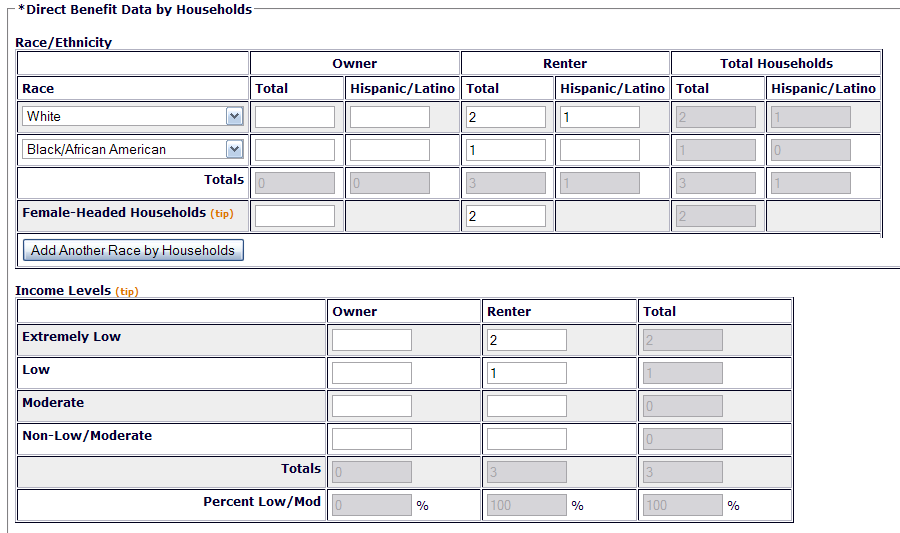 *Direct Benefit Data by Households
Race/Ethnicity
Owner Renter Total Households
Race Total Hispanic/Latino Total Hispanic/Latino Total Hispanic/Latino
White 2 1 2 1
Black/African American 1 1 0
Totals 0 0 3 1 3 1
Female-Headed Households (tip) 2 2
Add Another Race by Households
Income Levels (tip)
Owner Renter Total
Extremely Low 2 2
Low 1 1
Moderate 0
Non-Low/Moderate 0
Totals 0 3 3
Percent Low/Mod 0 % 100 % 100 %